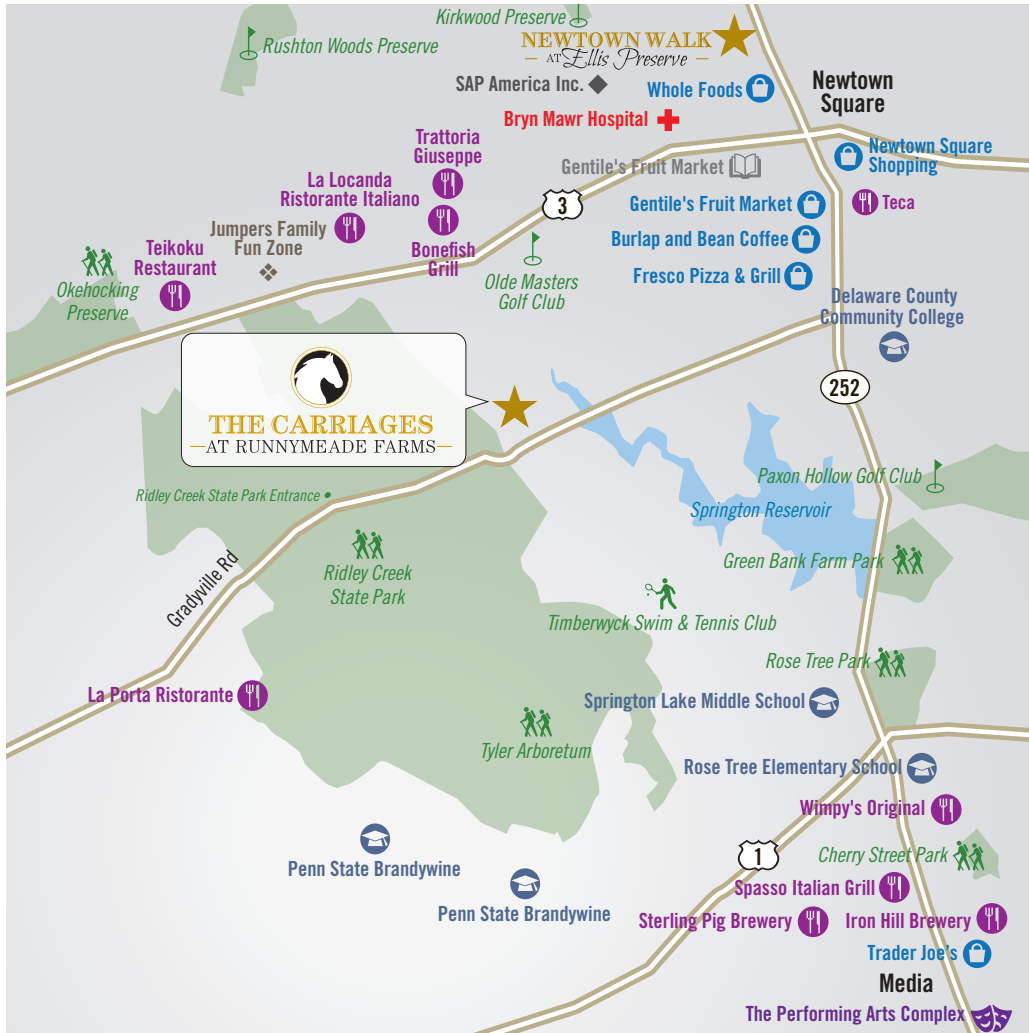 Kirkwood Preserve
Rushton Woods Preserve
NEWTOWN WALK
AT Ellis Preserve
SAP America Inc.
Whole Foods
Newtown
Square
Bryn Mawr Hospital
Trattoria
Giuseppe
Gentile's Fruit Market
Newtown Square
Shopping
La Locanda
Ristorante Italiano
3
Gentile's Fruit Market
Teca
Jumpers Family
Fun Zone
Bonefish
Grill
Burlap and Bean Coffee
Teikoku
Restaurant
Olde Masters
Golf Club
Fresco Pizza & Grill
Okehocking
Preserve
Delaware County
Community College
252
THE CARRIAGES
AT RUNNYMEADE FARMS
Paxon Hollow Golf Club
Ridley Creek State Park Entrance
Springton Reservoir
Gradyville Rd
Ridley Creek
State Park
Green Bank Farm Park
Timberwyck Swim & Tennis Club
Rose Tree Park
La Porta Ristorante
Springton Lake Middle School
Tyler Arboretum
Rose Tree Elementary School
Wimpy's Original
1
Cherry Street Park
Penn State Brandywine
Spasso Italian Grill
Penn State Brandywine
Sterling Pig Brewery
Iron Hill Brewery
Trader Joe's
Media
The Performing Arts Complex